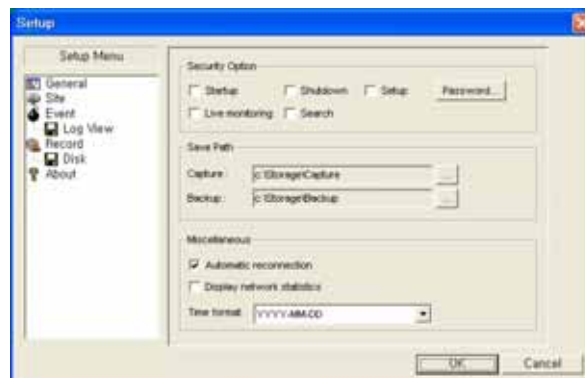 Setup
Setup Menu
General
Site
Event
Log View
Record
Disk
About
Security Option
Startup Shutdown Setup Password...
Live monitoring Search
Save Path
Capture: c:\Storage\Capture ...
Backup: c:\Storage\Backup ...
Miscellaneous
Automatic reconnection
Display network statistics
Time format: YYYY-MM-DD
OK Cancel